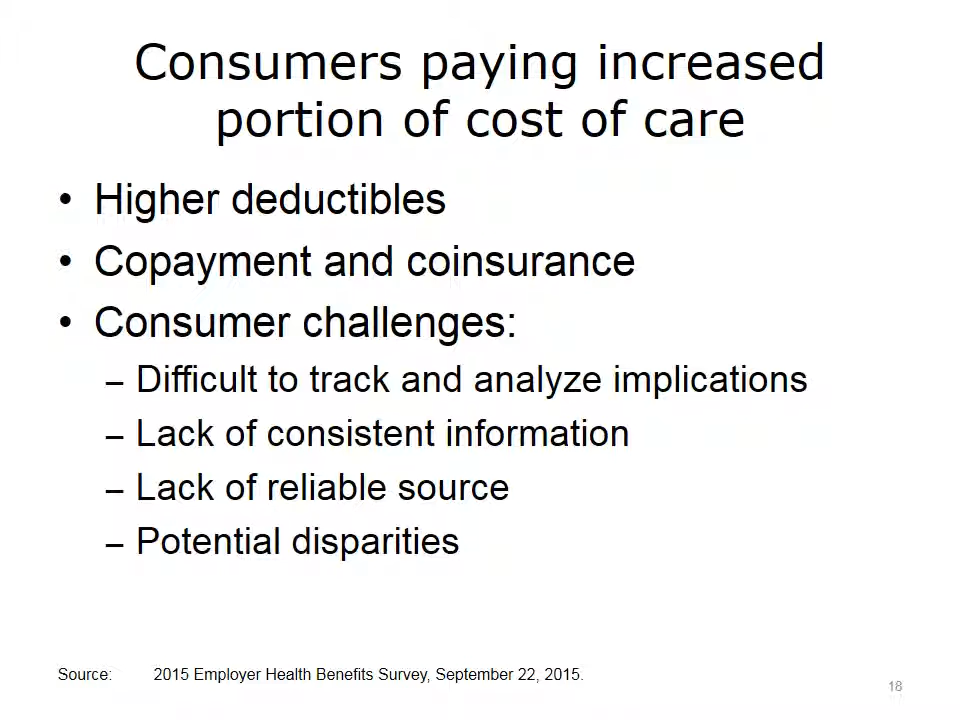 Consumers paying increased
portion of cost of care
• Higher deductibles
• Copayment and coinsurance
• Consumer challenges:
– Difficult to track and analyze implications
– Lack of consistent information
– Lack of reliable source
– Potential disparities
Source: 2015 Employer Health Benefits Survey, September 22, 2015.
18